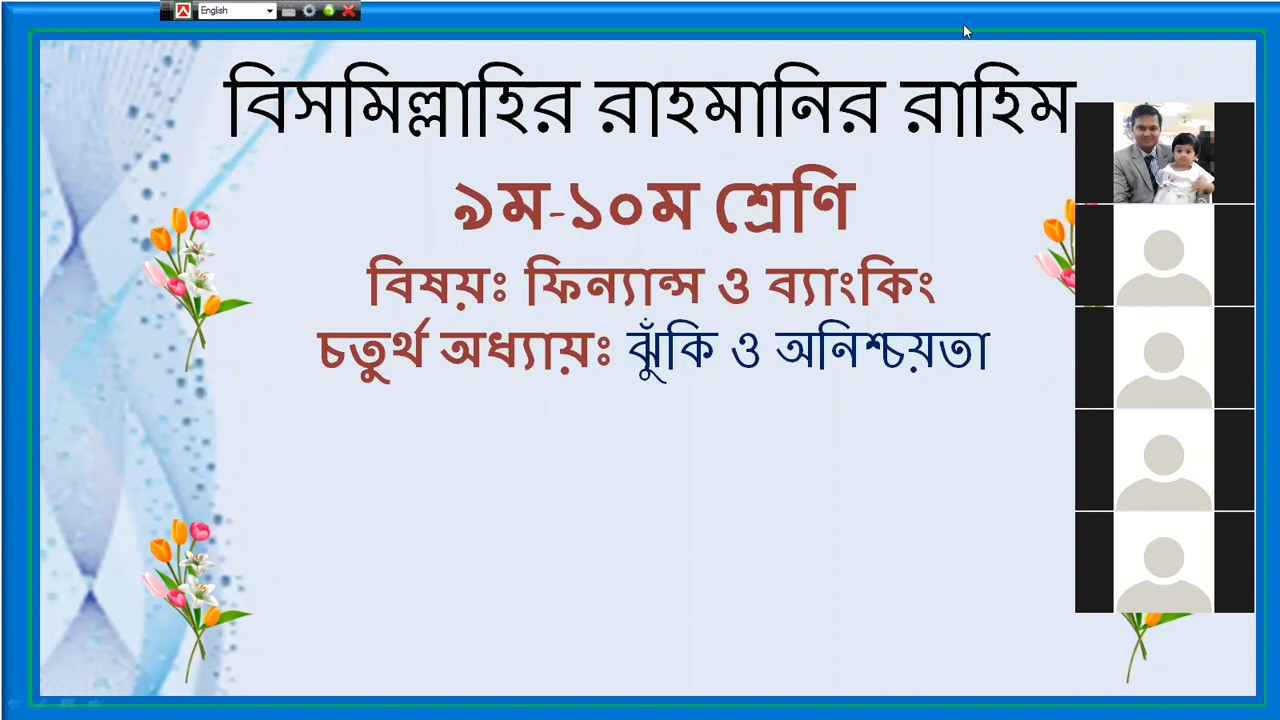 English
বিসমিল্লাহির রাহমানির রাহিম
৯ম-১০ম শ্রেণি
বিষয়ঃ ফিন্যান্স ও ব্যাংকিং
চতুর্থ অধ্যায়ঃ ঝুঁকি ও অনিশ্চয়তা